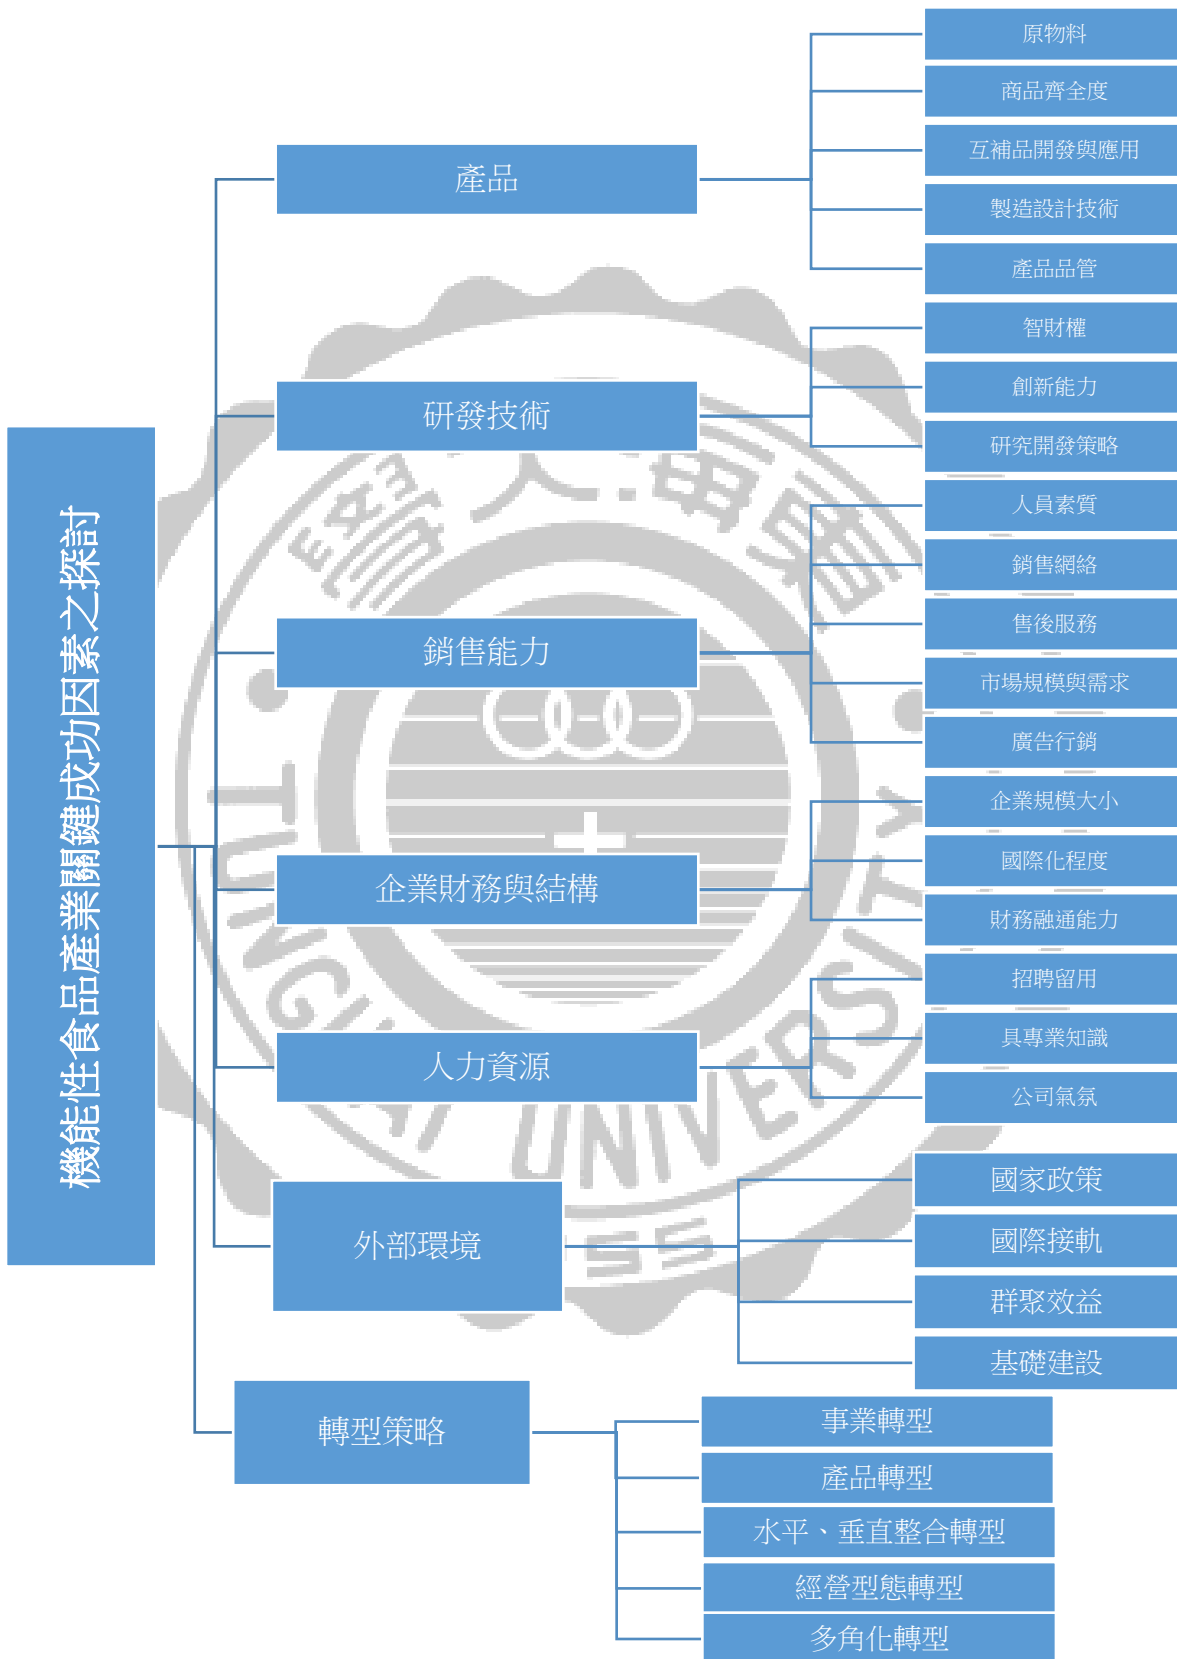 機能性食品產業關鍵成功因素之探討
產品
原物料
商品齊全度
互補品開發與應用
製造設計技術
產品品管
研發技術
智財權
創新能力
研究開發策略
銷售能力
人員素質
銷售網絡
售後服務
市場規模與需求
廣告行銷
企業財務與結構
企業規模大小
國際化程度
財務融通能力
人力資源
招聘留用
具專業知識
公司氣氛
外部環境
國家政策
國際接軌
群聚效益
基礎建設
轉型策略
事業轉型
產品轉型
水平、垂直整合轉型
經營型態轉型
多角化轉型
UNIVERSITY